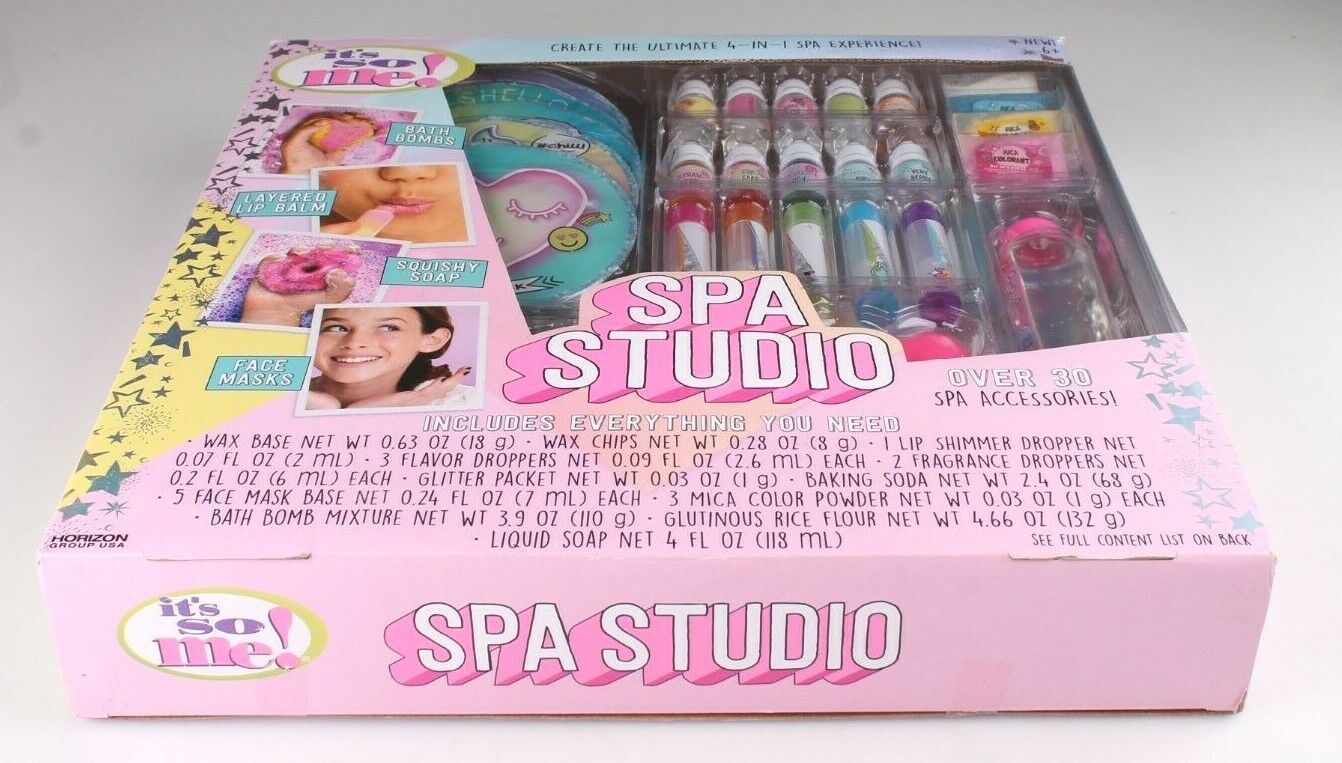 it's so me!
CREATE THE ULTIMATE 4-IN-1 SPA EXPERIENCE!
NEW!
6+
BATH BOMBS
LAYERED LIP BALM
SQUISHY SOAP
FACE MASKS
SHELLO
#chill
MICA
MICA COLORANT
SPA
STUDIO
OVER 30
SPA ACCESSORIES!
INCLUDES EVERYTHING YOU NEED
• WAX BASE NET WT 0.63 OZ (18 g) • WAX CHIPS NET WT 0.28 OZ (8 g) • 1 LIP SHIMMER DROPPER NET
0.07 FL OZ (2 mL) • 3 FLAVOR DROPPERS NET 0.09 FL OZ (2.6 mL) EACH • 2 FRAGRANCE DROPPERS NET
0.2 FL OZ (6 mL) EACH • GLITTER PACKET NET WT 0.03 OZ (1 g) • BAKING SODA NET WT 2.4 OZ (68 g)
• 5 FACE MASK BASE NET 0.24 FL OZ (7 mL) EACH • 3 MICA COLOR POWDER NET WT 0.03 OZ (1 g) EACH
• BATH BOMB MIXTURE NET WT 3.9 OZ (110 g) • GLUTINOUS RICE FLOUR NET WT 4.66 OZ (132 g)
• LIQUID SOAP NET 4 FL OZ (118 mL)
SEE FULL CONTENT LIST ON BACK
HORIZON
GROUP USA
it's so me!®
SPA STUDIO